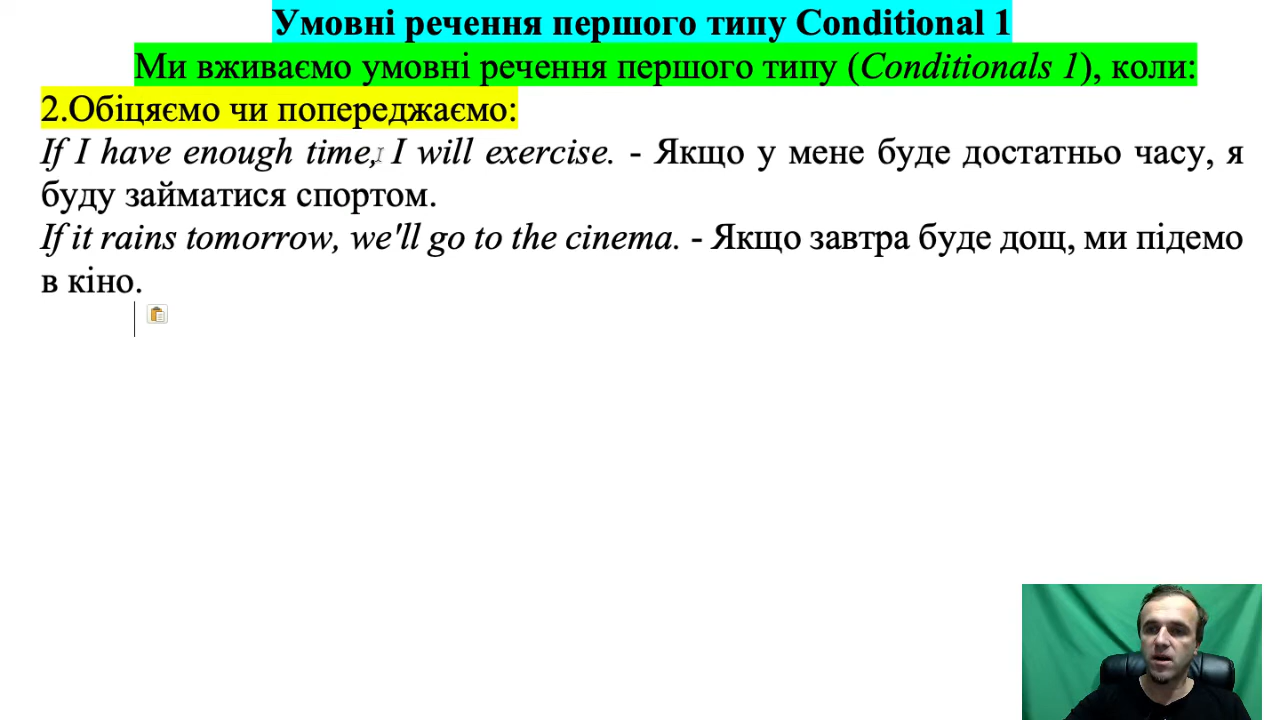 Умовні речення першого типу Conditional 1
Ми вживаємо умовні речення першого типу (Conditionals 1), коли:
2.Обіцяємо чи попереджаємо:
If I have enough time, I will exercise. - Якщо у мене буде достатньо часу, я
буду займатися спортом.
If it rains tomorrow, we'll go to the cinema. - Якщо завтра буде дощ, ми підемо
в кіно.